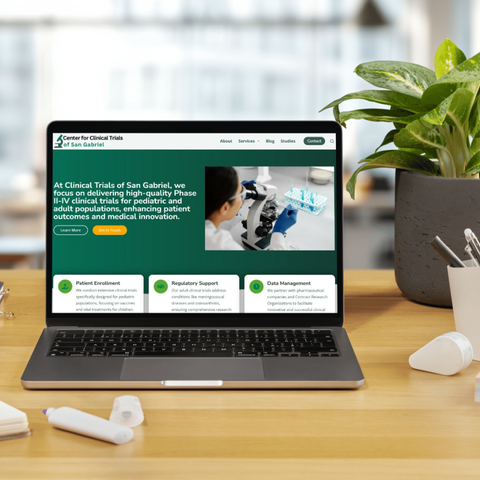 Center for Clinical Trials
of San Gabriel
About Services Blog Studies Contact
At Clinical Trials of San Gabriel, we
focus on delivering high-quality Phase
II-IV clinical trials for pediatric and
adult populations, enhancing patient
outcomes and medical innovation.
Learn More
Patient Enrollment
We conduct extensive clinical trials
specifically designed for pediatric
populations, focusing on vaccines
and viral treatments for children.
Regulatory Support
Our adult clinical trials address
conditions like meningococcal
diseases and osteoarthritis,
ensuring comprehensive research
Data Management
We partner with pharmaceutical
companies and Contract Research
Organizations to facilitate
innovative and successful clinical